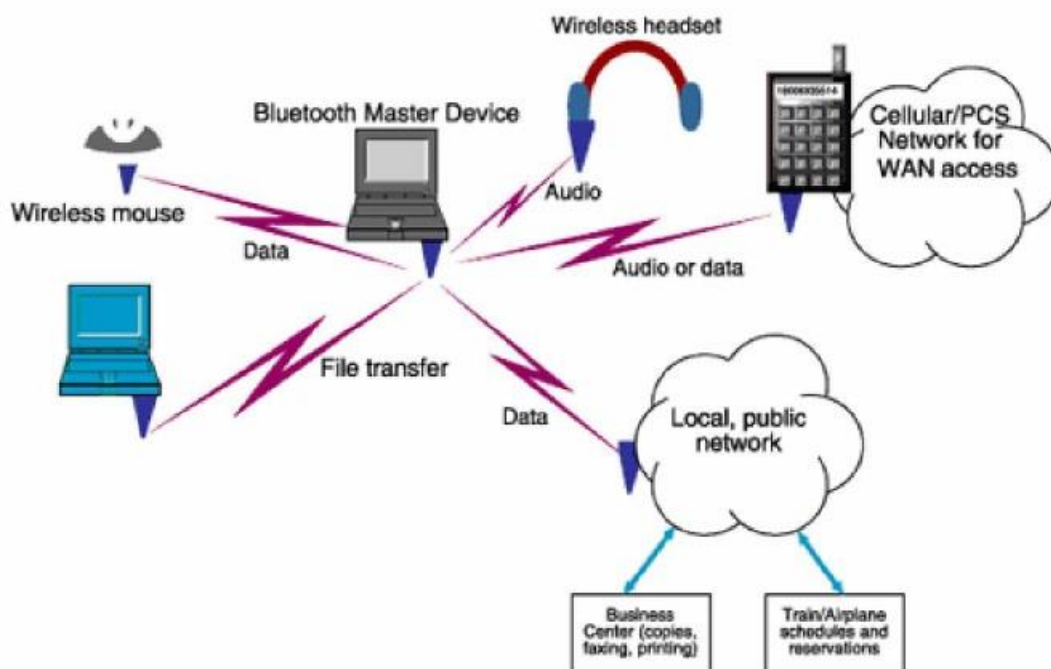 Wireless headset
Bluetooth Master Device
Cellular/PCS
Network for
WAN access
Wireless mouse
Data
Audio
Audio or data
File transfer
Data
Local, public
network
Business
Center (copies,
faxing, printing)
Train/Airplane
schedules and
reservations